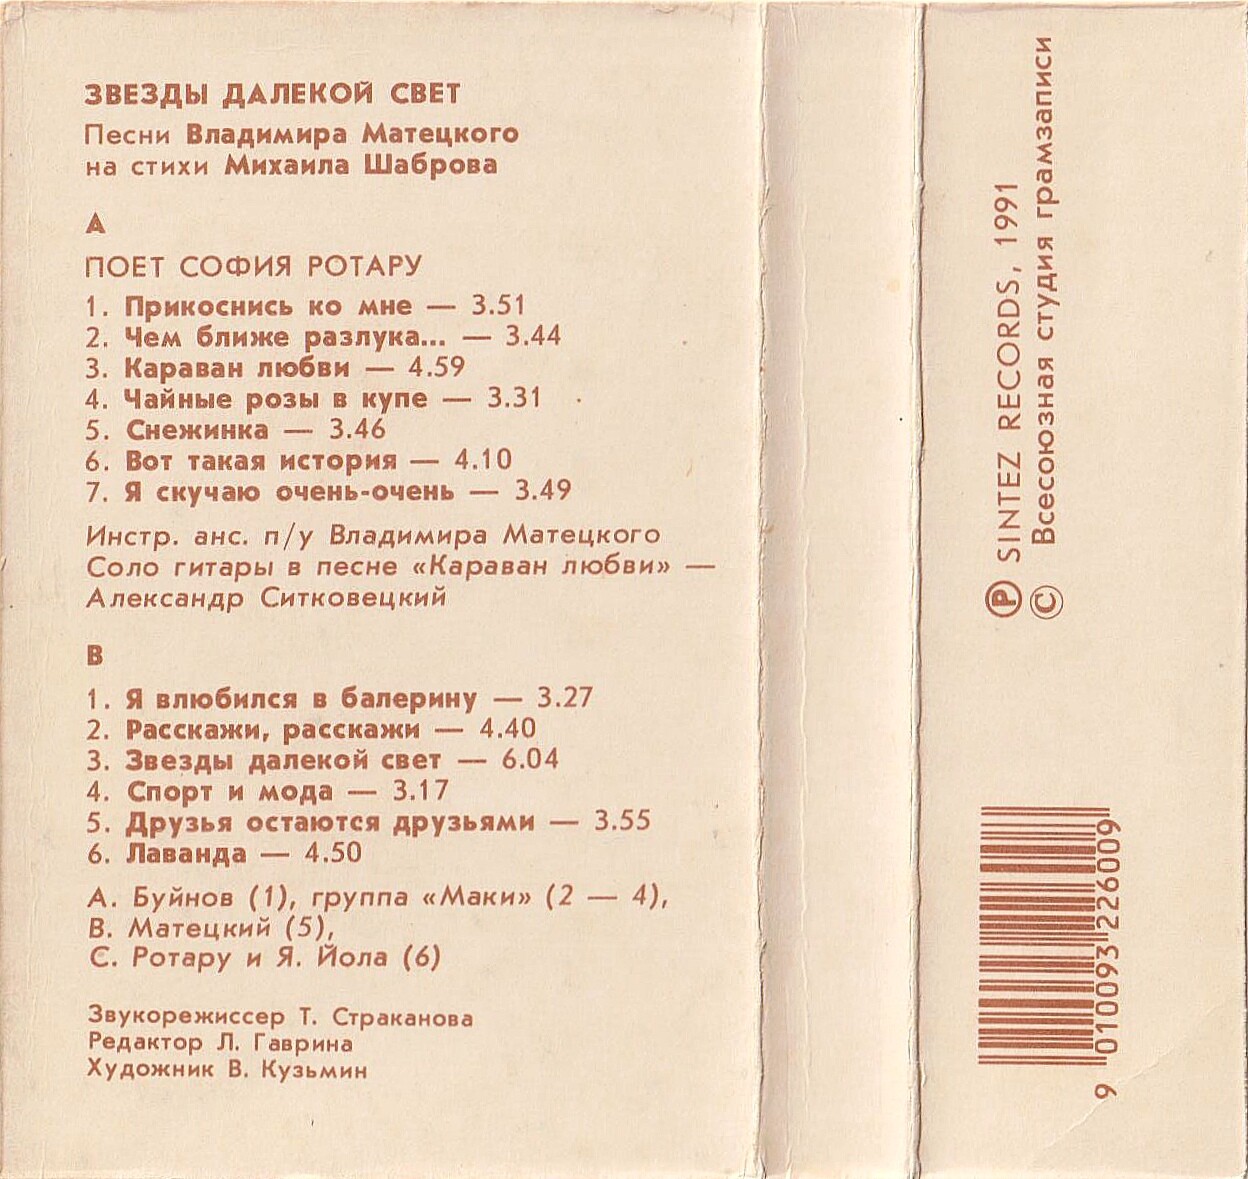 ЗВЕЗДЫ ДАЛЕКОЙ СВЕТ
Песни Владимира Матецкого
на стихи Михаила Шаброва
А
ПОЕТ СОФИЯ РОТАРУ
1. Прикоснись ко мне — 3.51
2. Чем ближе разлука... — 3.44
3. Караван любви — 4.59
4. Чайные розы в купе — 3.31
5. Снежинка — 3.46
6. Вот такая история — 4.10
7. Я скучаю очень-очень — 3.49
Инстр. анс. п/у Владимира Матецкого
Соло гитары в песне «Караван любви» —
Александр Ситковецкий
В
1. Я влюбился в балерину — 3.27
2. Расскажи, расскажи — 4.40
3. Звезды далекой свет — 6.04
4. Спорт и мода — 3.17
5. Друзья остаются друзьями — 3.55
6. Лаванда — 4.50
А. Буйнов (1), группа «Маки» (2 — 4),
В. Матецкий (5),
С. Ротару и Я. Йола (6)
Звукорежиссер Т. Страканова
Редактор Л. Гаврина
Художник В. Кузьмин
Ⓟ SINTEZ RECORDS, 1991
© Всесоюзная студия грамзаписи
9 010093 226009